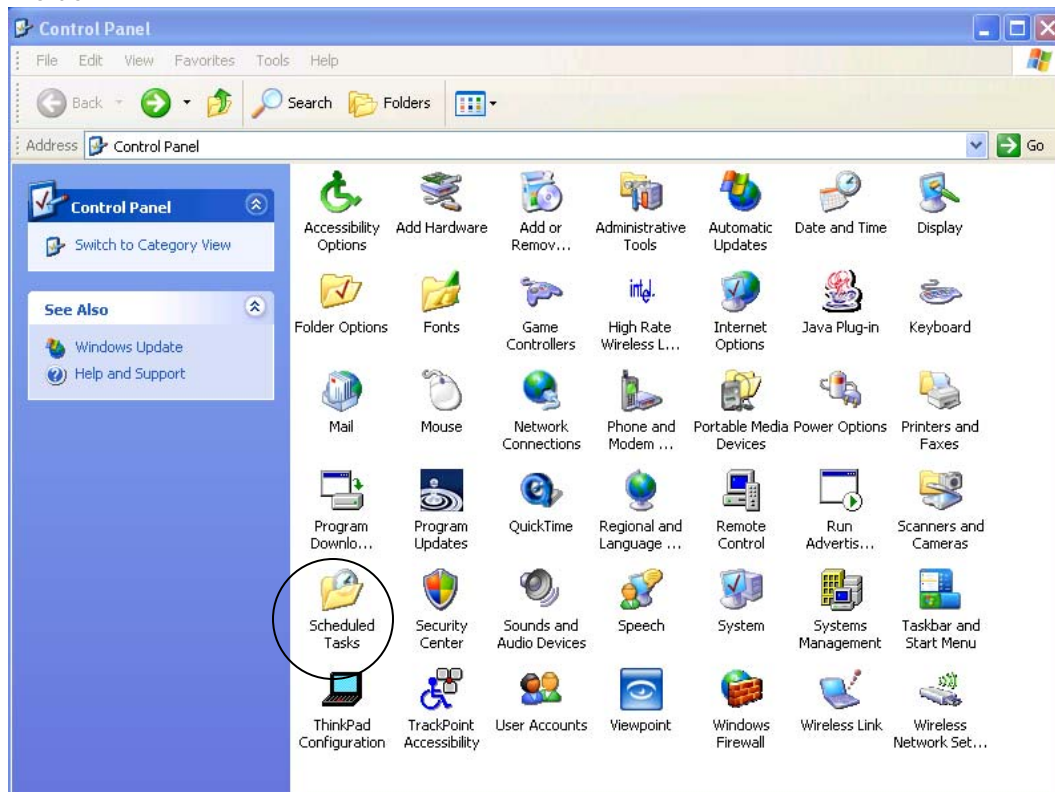 Control Panel
File Edit View Favorites Tools Help
Back Search Folders
Address Control Panel Go
Control Panel
Switch to Category View
See Also
Windows Update
Help and Support
Accessibility Options
Add Hardware
Add or Remov...
Administrative Tools
Automatic Updates
Date and Time
Display
Folder Options
Fonts
Game Controllers
intel.
High Rate Wireless L...
Internet Options
Java Plug-in
Keyboard
Mail
Mouse
Network Connections
Phone and Modem ...
Portable Media Devices
Power Options
Printers and Faxes
Program Downlo...
Program Updates
QuickTime
Regional and Language ...
Remote Control
Run Advertis...
Scanners and Cameras
Scheduled Tasks
Security Center
Sounds and Audio Devices
Speech
System
Systems Management
Taskbar and Start Menu
ThinkPad Configuration
TrackPoint Accessibility
User Accounts
Viewpoint
Windows Firewall
Wireless Link
Wireless Network Set...